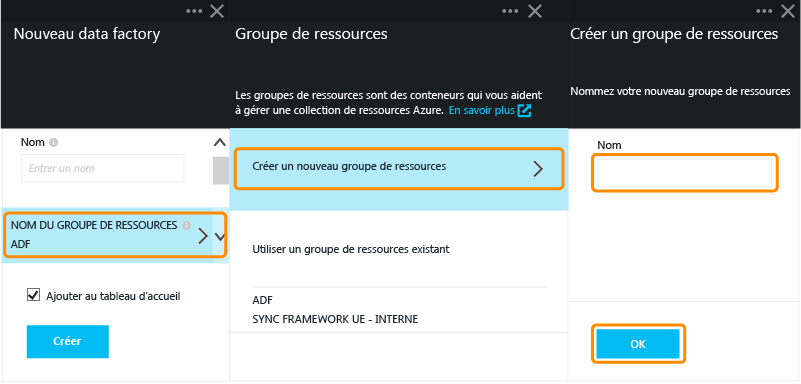 Nouveau data factory
Nom
Entrer un nom
NOM DU GROUPE DE RESSOURCES
ADF
Ajouter au tableau d'accueil
Créer
Groupe de ressources
Les groupes de ressources sont des conteneurs qui vous aident
à gérer une collection de ressources Azure. En savoir plus
Créer un nouveau groupe de ressources
Utiliser un groupe de ressources existant
ADF
SYNC FRAMEWORK UE - INTERNE
Créer un groupe de ressources
Nommez votre nouveau groupe de ressources
Nom
OK